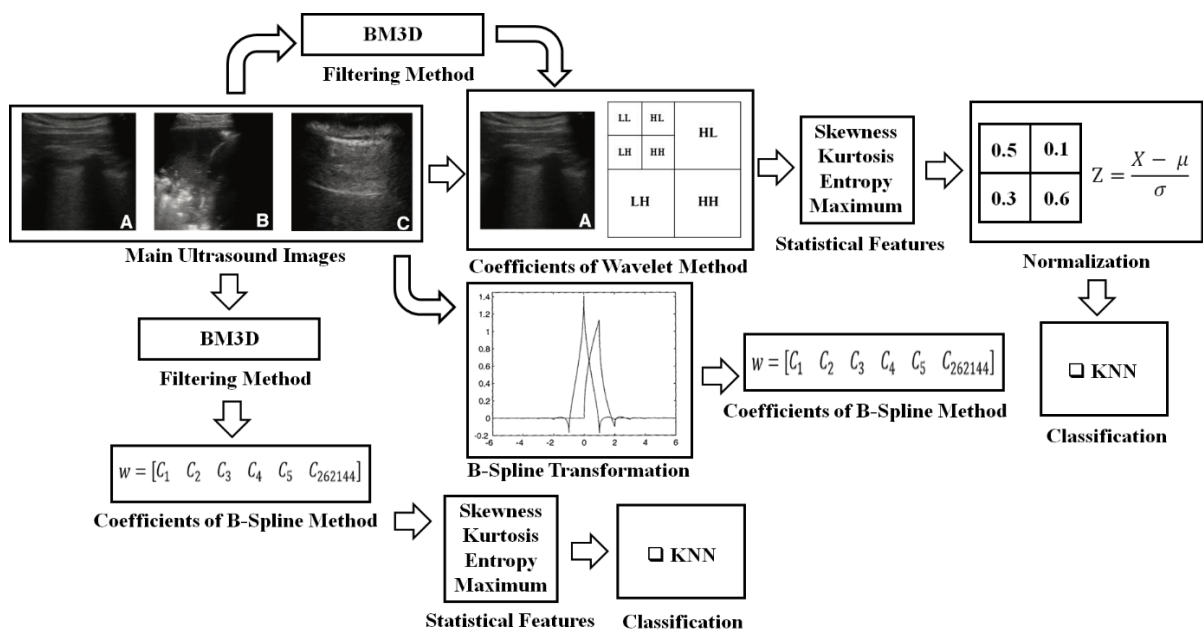 BM3D
Filtering Method
A
B
C
Main Ultrasound Images
A
LL HL
LH HH
HL
LH
HH
Coefficients of Wavelet Method
Skewness
Kurtosis
Entropy
Maximum
Statistical Features
0.5 0.1
0.3 0.6
Z = (X − μ) / σ
Normalization
BM3D
Filtering Method
1.4
1.2
1
0.8
0.6
0.4
0.2
0
-0.2
-6 -4 -2 0 2 4 6
B-Spline Transformation
w = [C₁ C₂ C₃ C₄ C₅ C₂₆₂₁₄₄]
Coefficients of B-Spline Method
❑ KNN
Classification
w = [C₁ C₂ C₃ C₄ C₅ C₂₆₂₁₄₄]
Coefficients of B-Spline Method
Skewness
Kurtosis
Entropy
Maximum
Statistical Features
❑ KNN
Classification